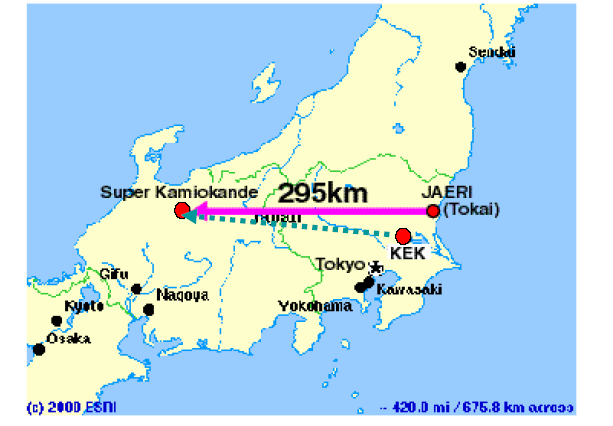 Sendai
Super Kamiokande
295km
JAERI
(Tokai)
Japan
KEK
Tokyo
Gifu
Kawasaki
Nagoya
Yokohama
Kyoto
Osaka
(c) 2000 ESRI
~ 420.0 mi / 675.8 km across